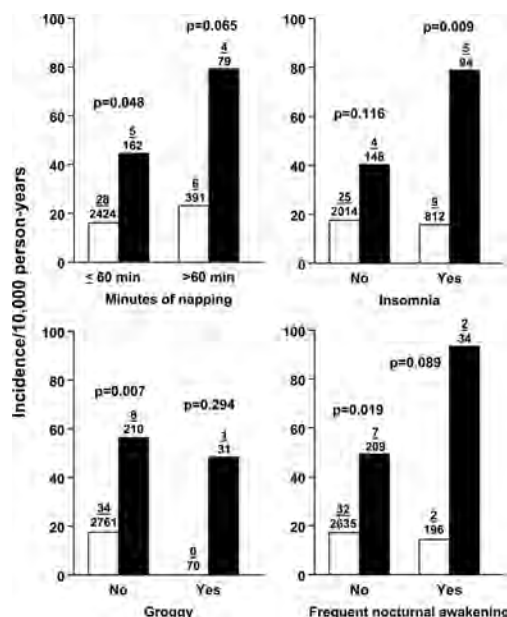 Incidence/10,000 person-years
p=0.065
4
79
p=0.048
5
162
28
2424
6
391
100
80
60
40
20
0
≤ 60 min
>60 min
Minutes of napping
p=0.009
5
94
p=0.116
4
148
25
2014
9
812
100
80
60
40
20
0
No
Yes
Insomnia
p=0.007
8
210
p=0.294
1
31
34
2761
0
70
100
80
60
40
20
0
No
Yes
Groggy
2
34
p=0.089
p=0.019
7
209
32
2635
2
196
100
80
60
40
20
0
No
Yes
Frequent nocturnal awakening